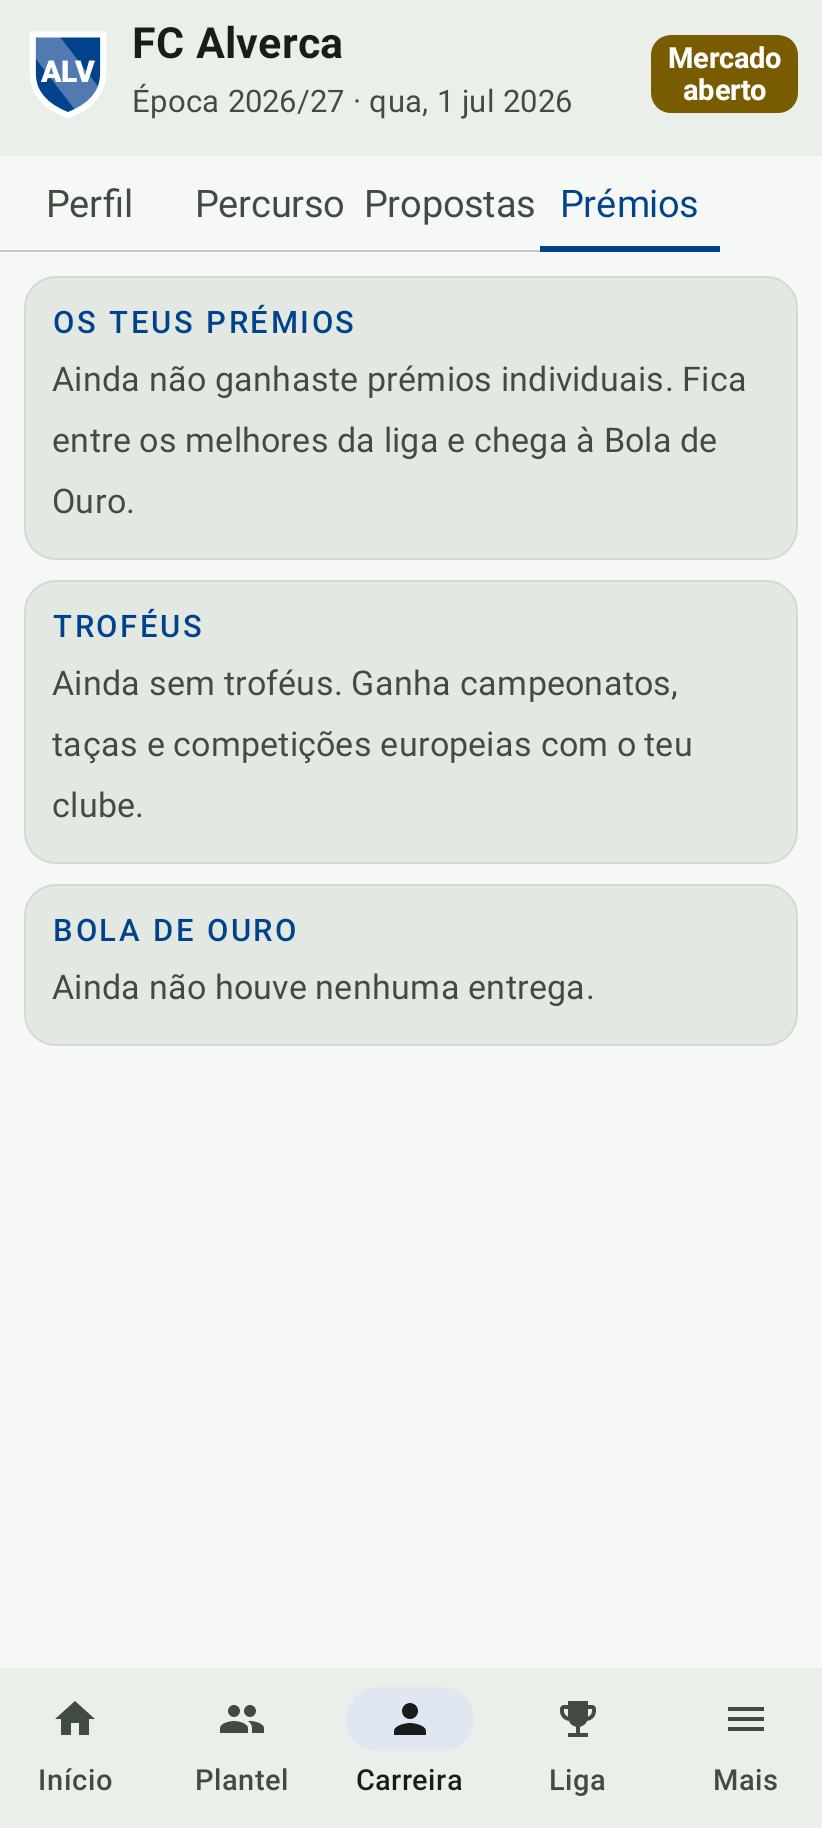 ALV
FC Alverca
Época 2026/27 · qua, 1 jul 2026
Mercado
aberto
Perfil
Percurso
Propostas
Prémios
OS TEUS PRÉMIOS
Ainda não ganhaste prémios individuais. Fica
entre os melhores da liga e chega à Bola de
Ouro.
TROFÉUS
Ainda sem troféus. Ganha campeonatos,
taças e competições europeias com o teu
clube.
BOLA DE OURO
Ainda não houve nenhuma entrega.
Início
Plantel
Carreira
Liga
Mais